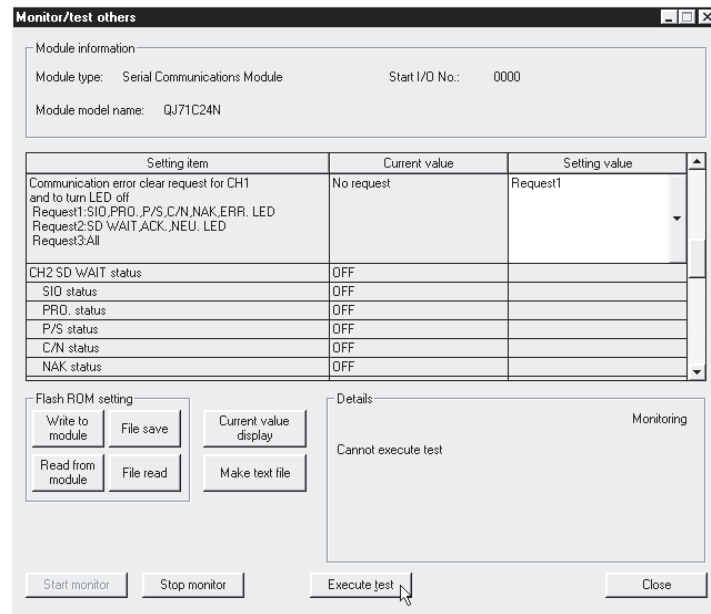 Monitor/test others
Module information
Module type: Serial Communications Module Start I/O No.: 0000
Module model name: QJ71C24N
Setting item Current value Setting value
Communication error clear request for CH1 No request Request1
and to turn LED off
Request1:SIO,PRO.,P/S,C/N,NAK,ERR. LED
Request2:SD WAIT,ACK.,NEU. LED
Request3:All
CH2 SD WAIT status OFF
SIO status OFF
PRO. status OFF
P/S status OFF
C/N status OFF
NAK status OFF
Flash ROM setting
Write to
module
File save
Current value
display
Read from
module
File read
Make text file
Details
Monitoring
Cannot execute test
Start monitor Stop monitor Execute test Close